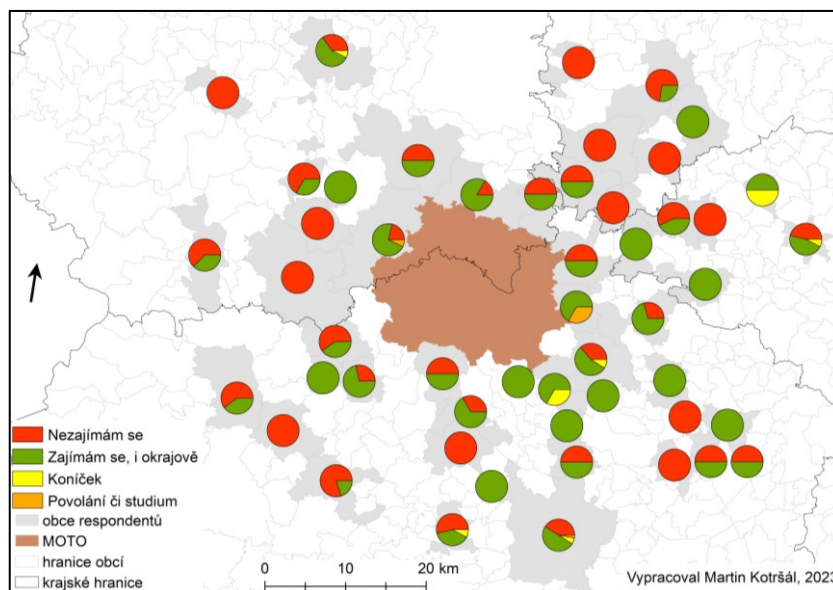 Nezajímám se
Zajímám se, i okrajově
Koníček
Povolání či studium
obce respondentů
MOTO
hranice obcí
krajské hranice
0 10 20 km
Vypracoval Martin Kotršál, 2023